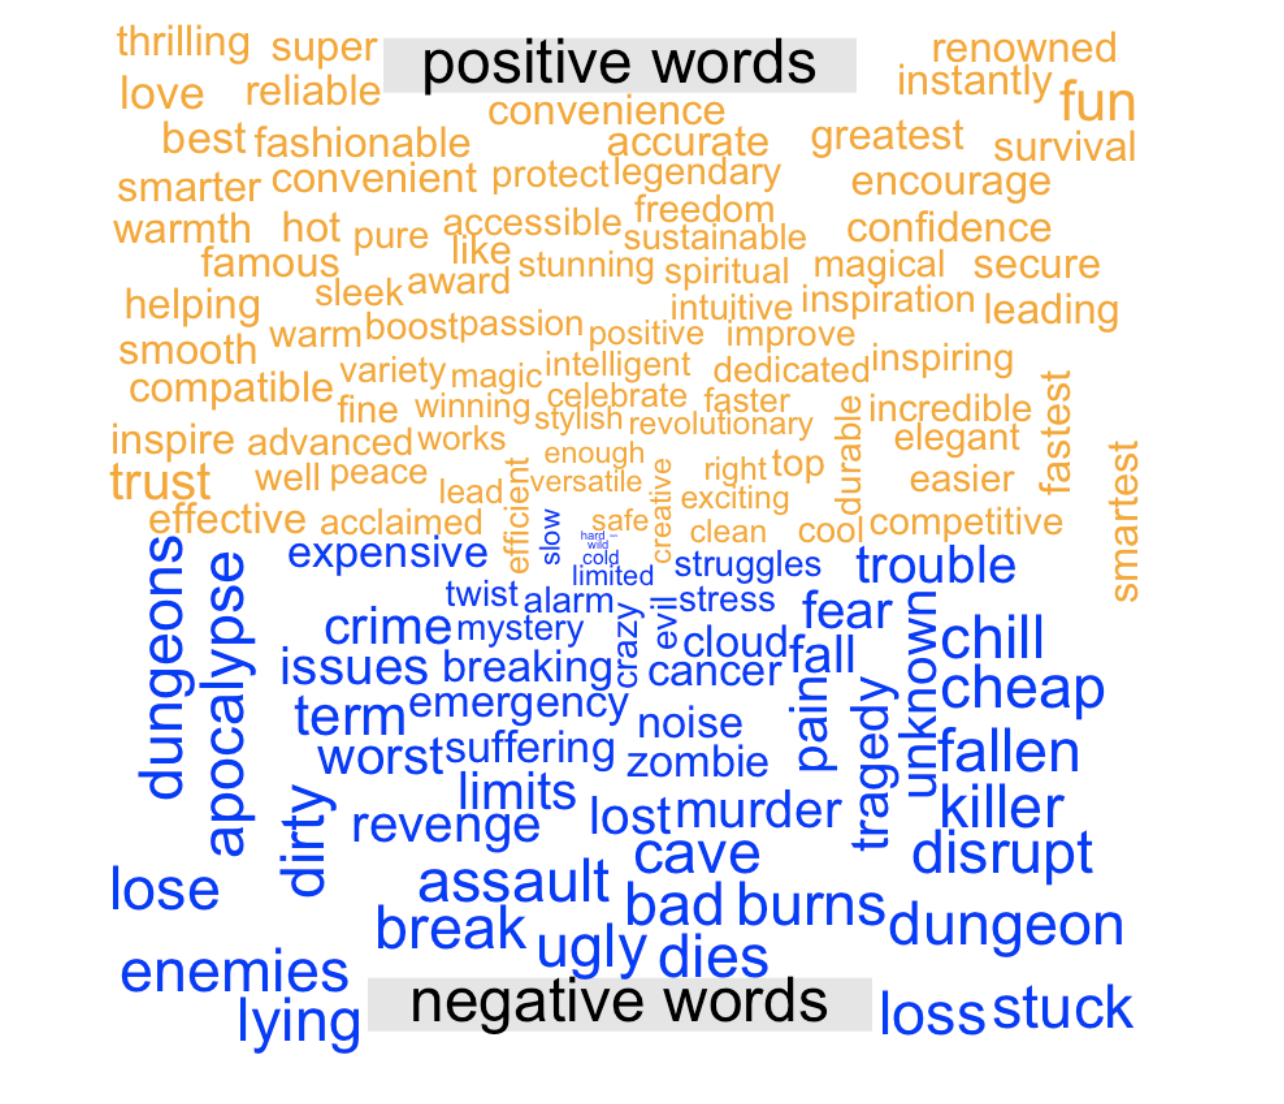 thrilling super positive words renowned
love reliable instantly fun
convenience
best fashionable accurate greatest survival
smarter convenient protect legendary encourage
warmth hot pure accessible freedom confidence
famous like stunning sustainable magical secure
sleek award spiritual
helping intuitive inspiration leading
warm boost passion positive improve
smooth variety magic intelligent dedicated inspiring
compatible fine winning celebrate faster incredible fastest
stylish revolutionary durable
inspire advanced works enough elegant smartest
trust well peace lead efficient versatile creative right top easier
exciting
effective acclaimed safe clean cool competitive
dungeons apocalypse expensive slow hard wild cold struggles trouble
limited
twist alarm crazy evil stress fear unknown
crime mystery cloud fall chill
issues breaking cancer cheap
term emergency noise pain tragedy
worst suffering zombie fallen
dirty limits killer
revenge lost murder
cave disrupt
lose assault bad burns dungeon
break ugly dies
enemies
lying negative words loss stuck